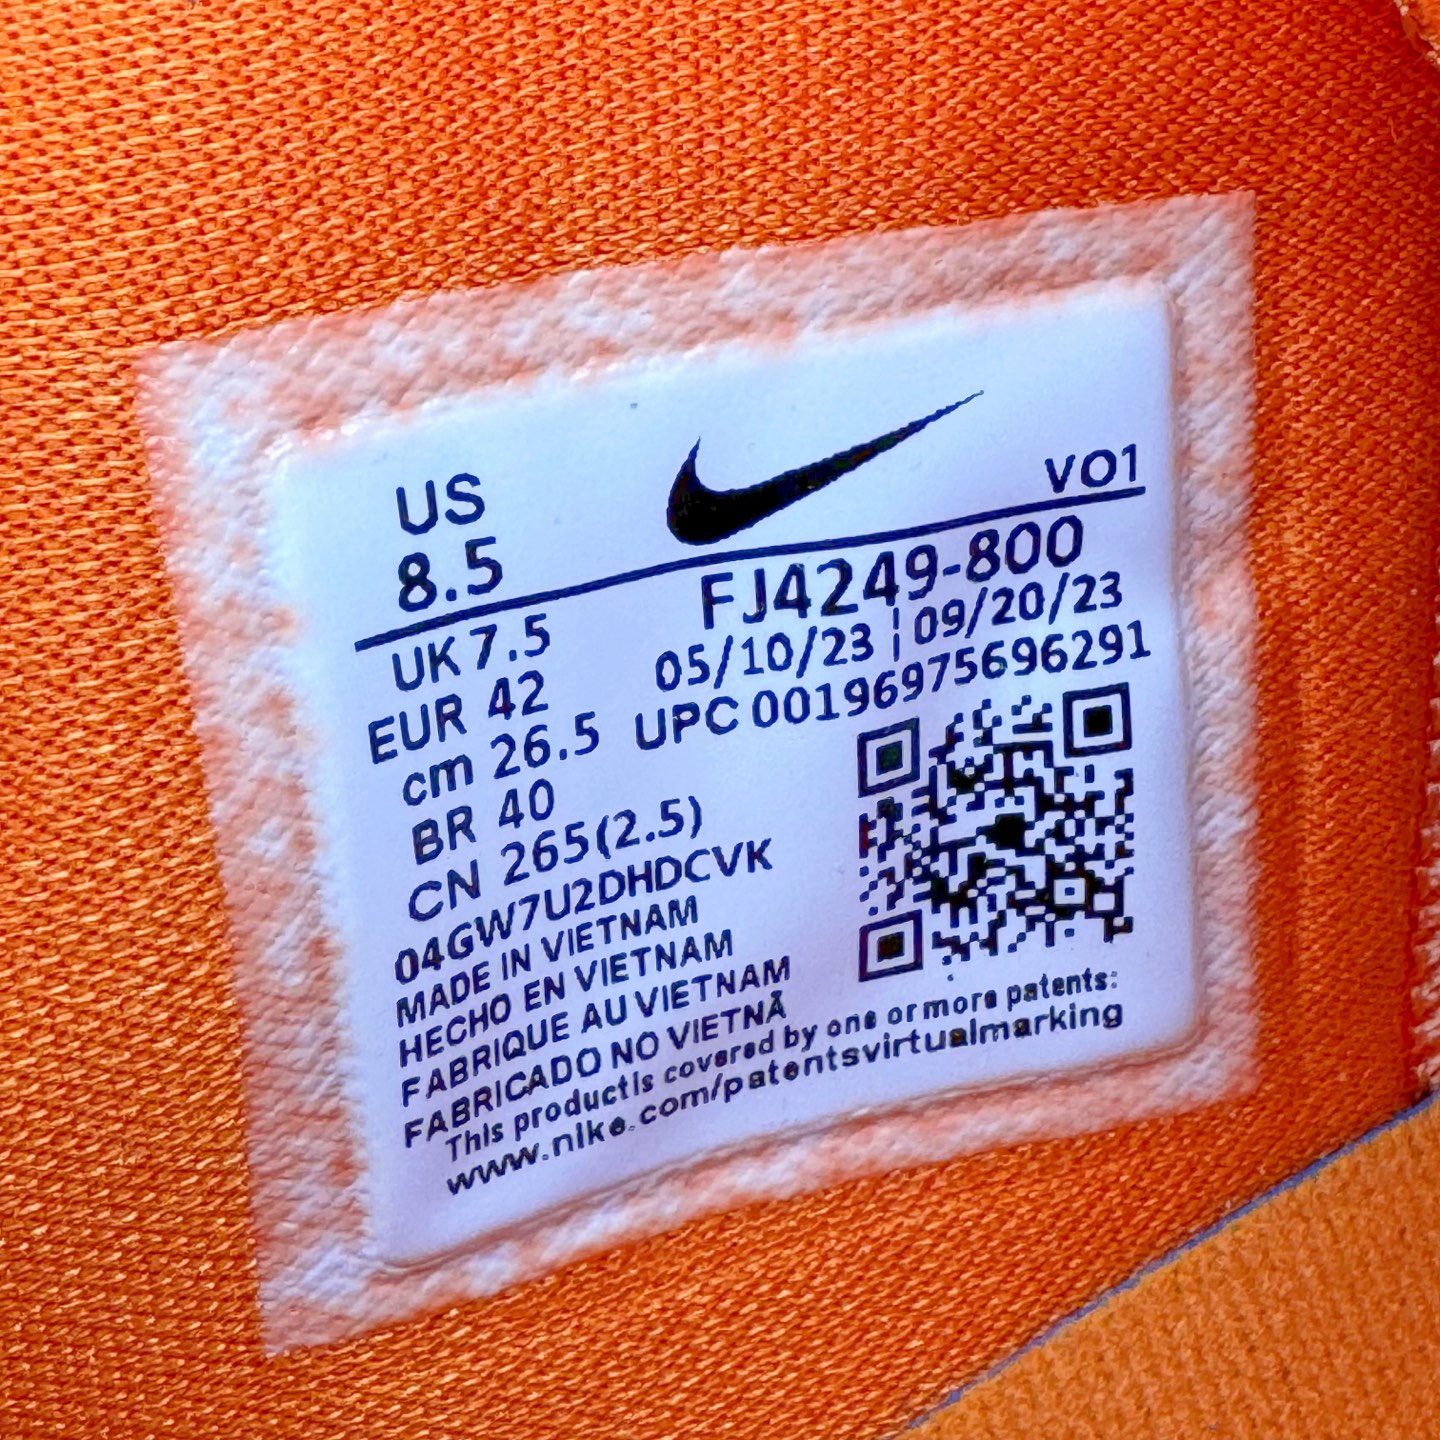 US
8.5
VO1
UK 7.5
EUR 42
cm 26.5
BR 40
CN 265(2.5)
FJ4249-800
05/10/23 | 09/20/23
UPC 00196975696291
04GW7U2DHDCVK
MADE IN VIETNAM
HECHO EN VIETNAM
FABRIQUE AU VIETNAM
FABRICADO NO VIETNÃ
This product is covered by one or more patents:
www.nike.com/patentsvirtualmarking